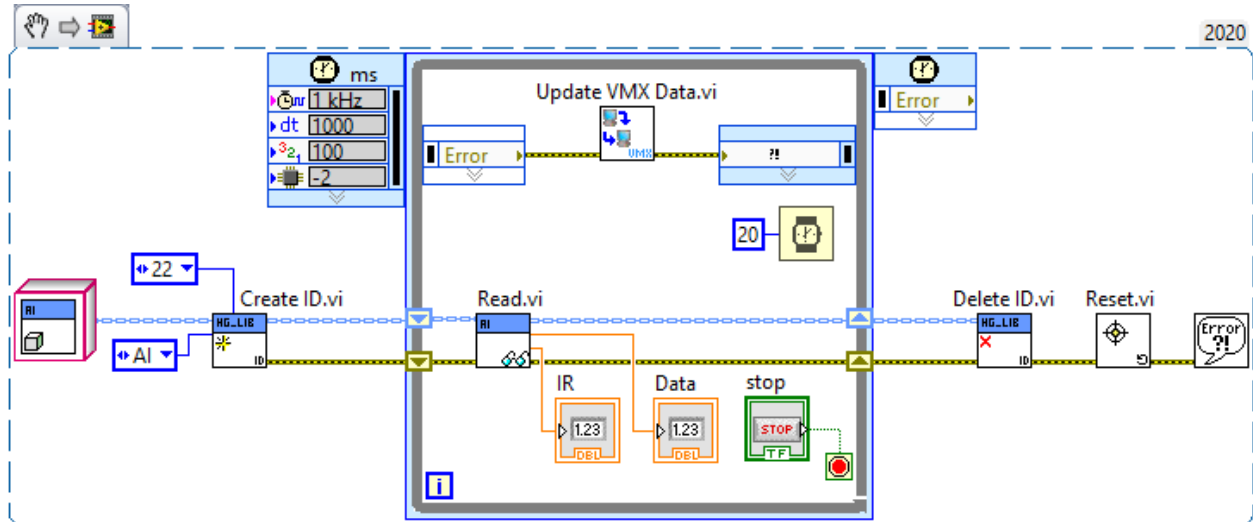 2020
ms
1 kHz
dt 1000
321 100
-2
Update VMX Data.vi
VMX
Error
?!
Error
20
22
AI
Create ID.vi
HG_LIB
ID
AI
Read.vi
AI
IR
1.23
DBL
Data
1.23
DBL
stop
STOP
TF
i
Delete ID.vi
HG_LIB
ID
Reset.vi
Error
?!